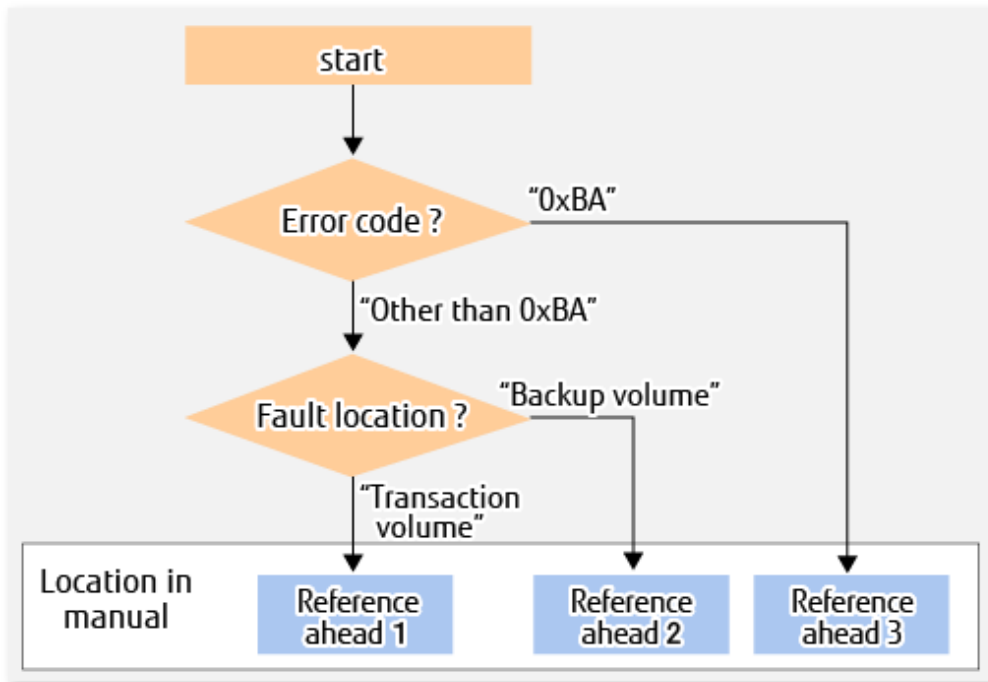 start
Error code ?
“0xBA”
“Other than 0xBA”
Fault location ?
“Backup volume”
“Transaction
volume”
Location in
manual
Reference
ahead 1
Reference
ahead 2
Reference
ahead 3